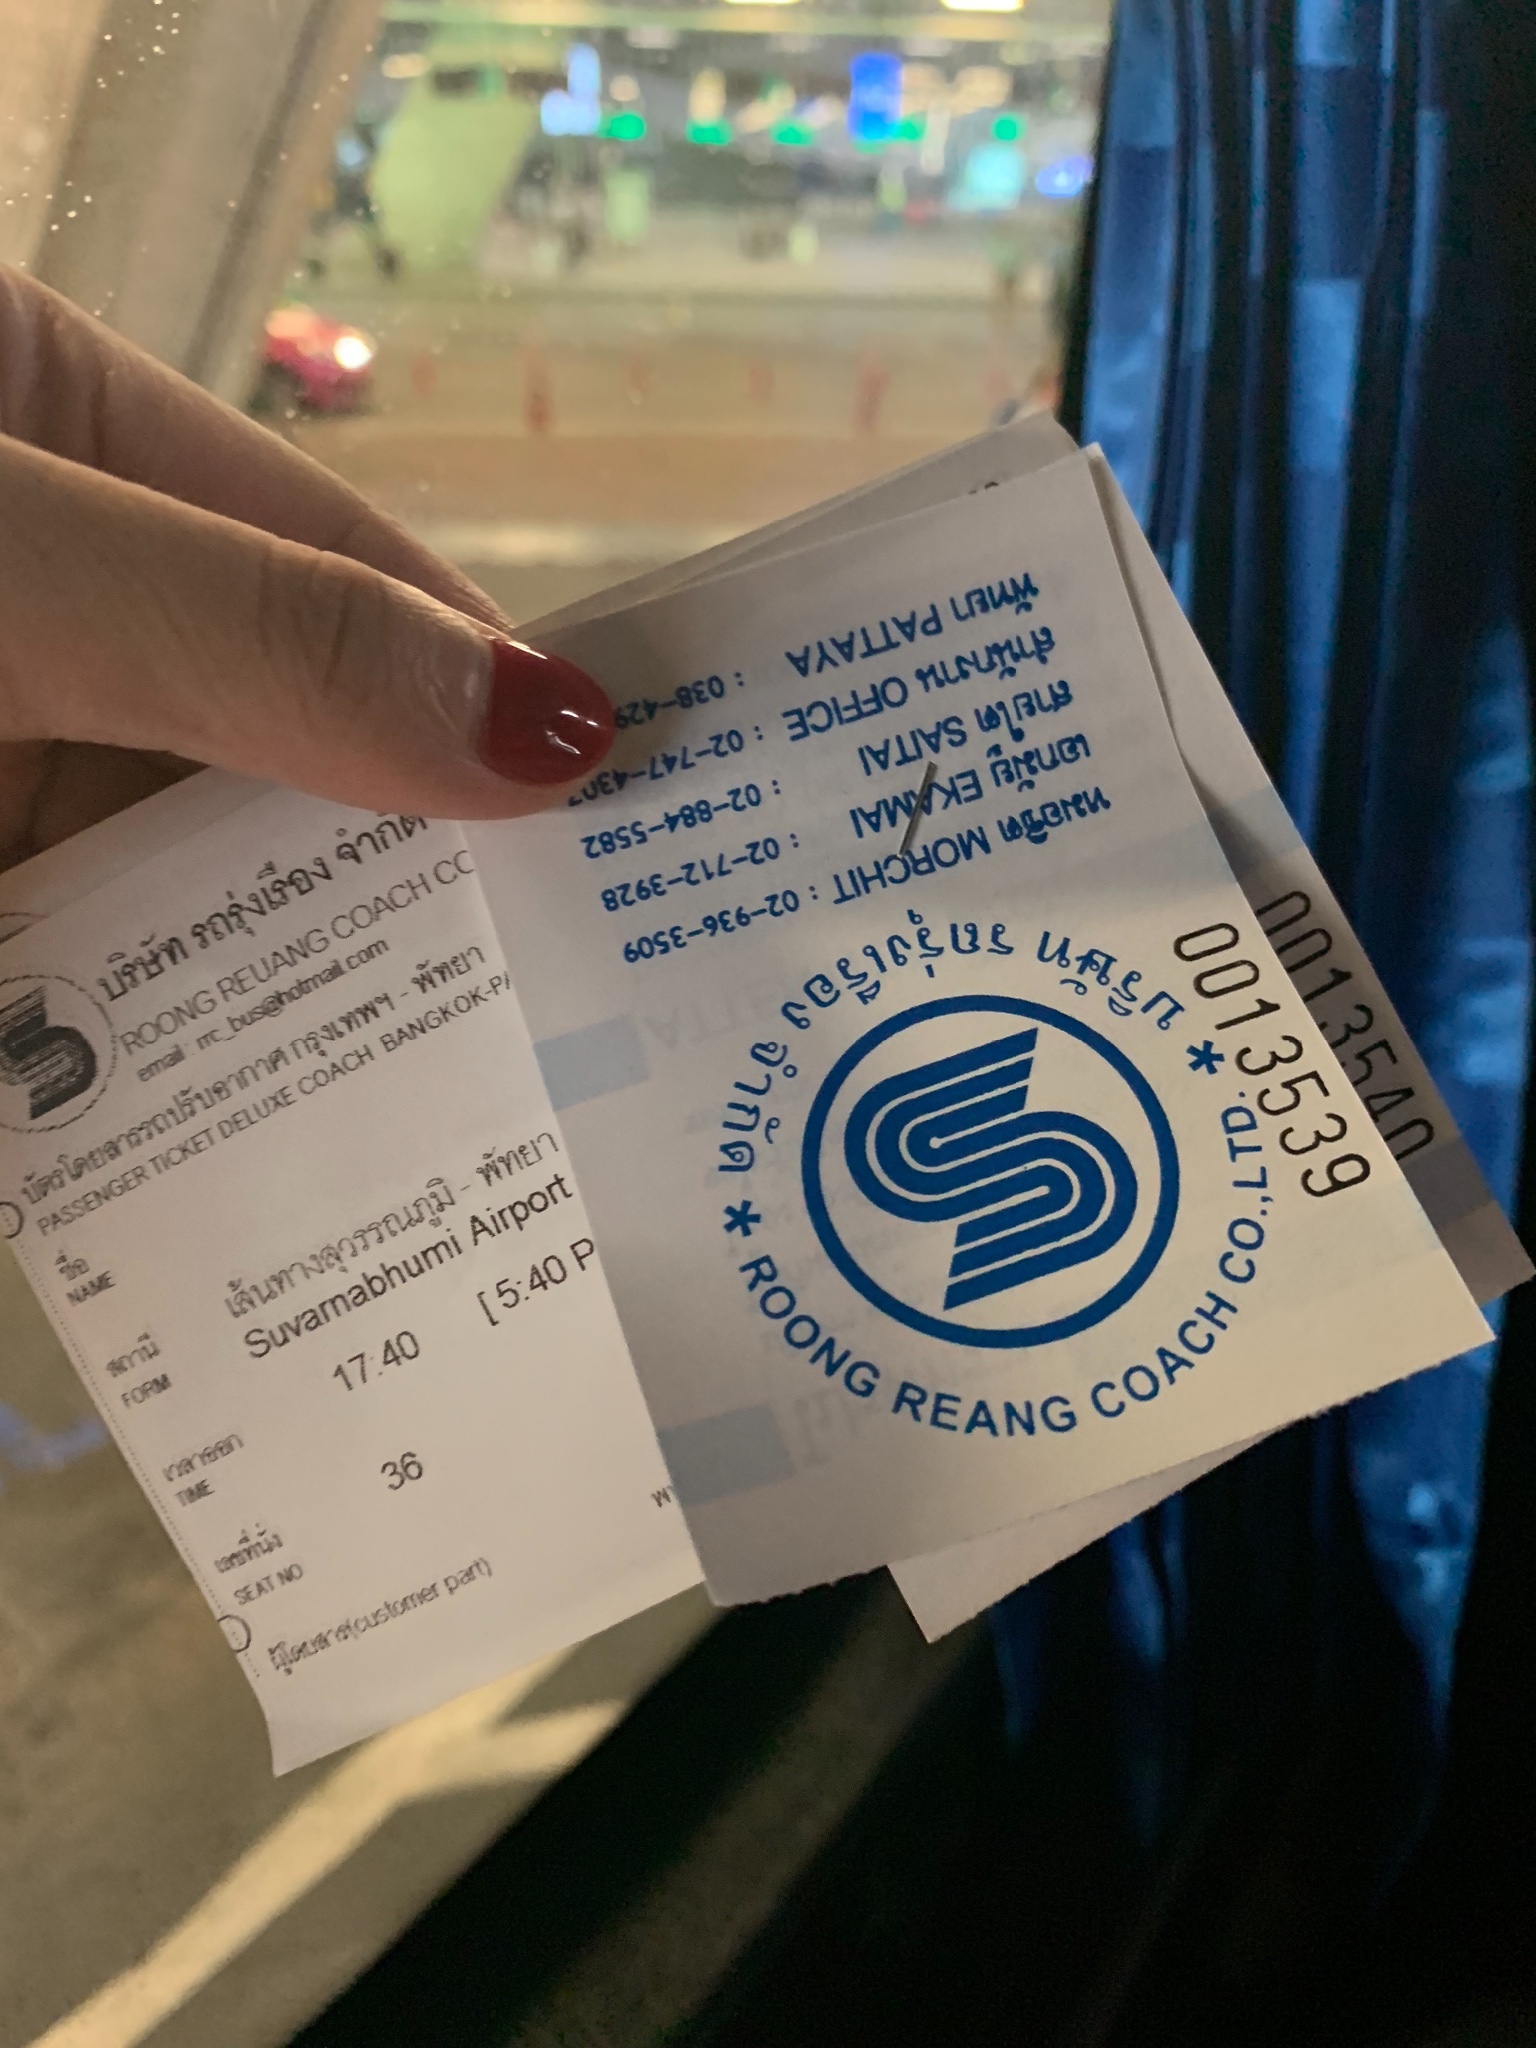 บริษัท รถรุ่งเรือง จำกัด
ROONG REUANG COACH CO
email : rrc_bus@hotmail.com
บัตรโดยสารรถปรับอากาศ กรุงเทพฯ - พัทยา
PASSENGER TICKET DELUXE COACH BANGKOK-PA
ชื่อ
NAME
เส้นทางสุวรรณภูมิ - พัทยา
Suvarnabhumi Airport
สถานี
FORM
17:40 [ 5:40 P
เวลาออก
TIME
36
เลขที่นั่ง
SEAT NO
ผู้โดยสาร(customer part)
หมอชิต MORCHIT : 02-936-3509
เอกมัย EKAMAI : 02-712-3928
สายใต้ SAITAI : 02-884-5582
สำนักงาน OFFICE : 02-747-4307
พัทยา PATTAYA : 038-429
บริษัท รถรุ่งเรือง จำกัด
* ROONG REANG COACH CO.,LTD. *
0013539
0013540